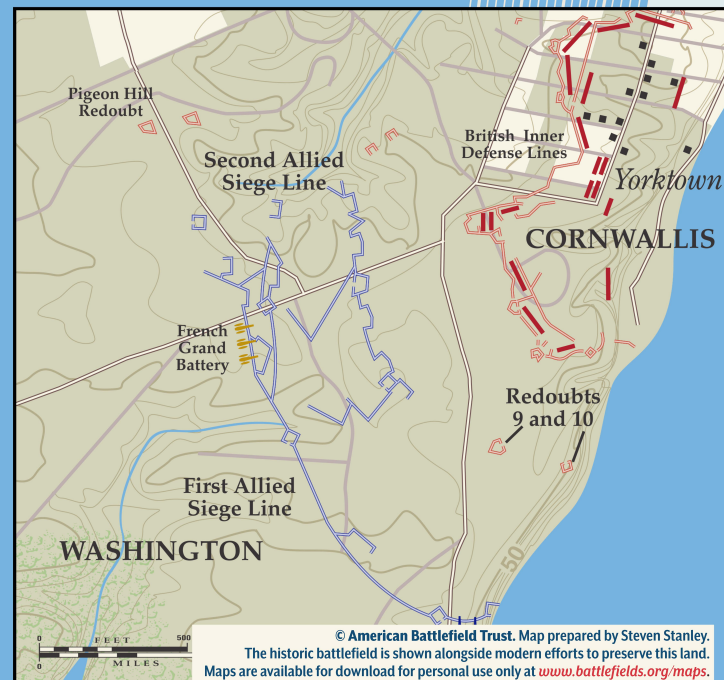 Pigeon Hill
Redoubt
Second Allied
Siege Line
British Inner
Defense Lines
Yorktown
CORNWALLIS
French
Grand
Battery
Redoubts
9 and 10
First Allied
Siege Line
WASHINGTON
50
0 FEET 500
0 MILES
© American Battlefield Trust. Map prepared by Steven Stanley.
The historic battlefield is shown alongside modern efforts to preserve this land.
Maps are available for download for personal use only at www.battlefields.org/maps.